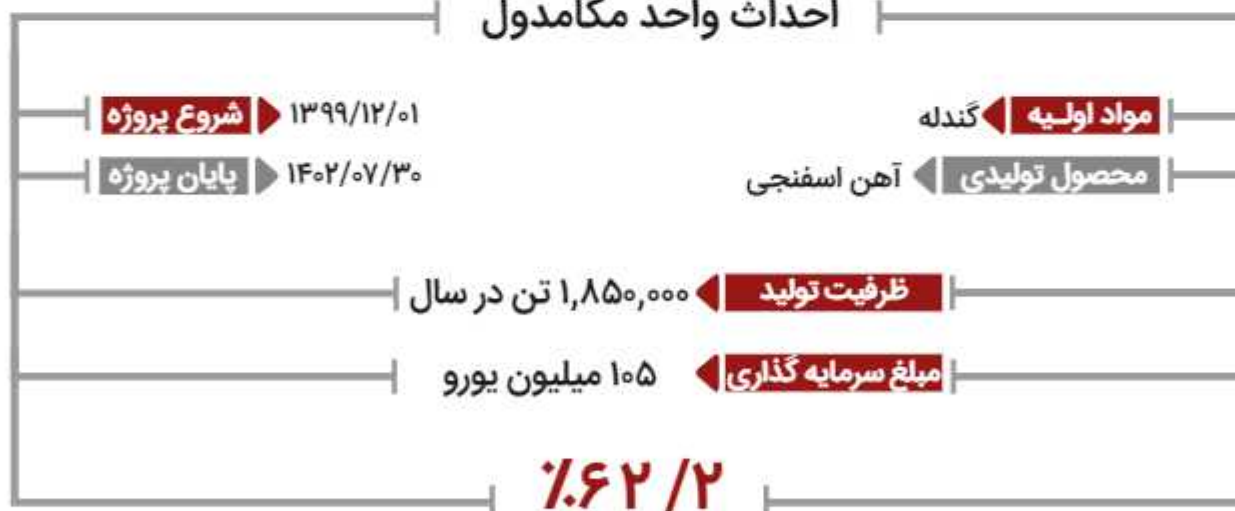 احداث واحد مگامدول
مواد اولیه گندله
شروع پروژه ۱۳۹۹/۱۲/۰۱
محصول تولیدی آهن اسفنجی
پایان پروژه ۱۴۰۲/۰۷/۳۰
ظرفیت تولید ۱,۸۵۰,۰۰۰ تن در سال
مبلغ سرمایه گذاری ۱۰۵ میلیون یورو
٪۶۲/۲